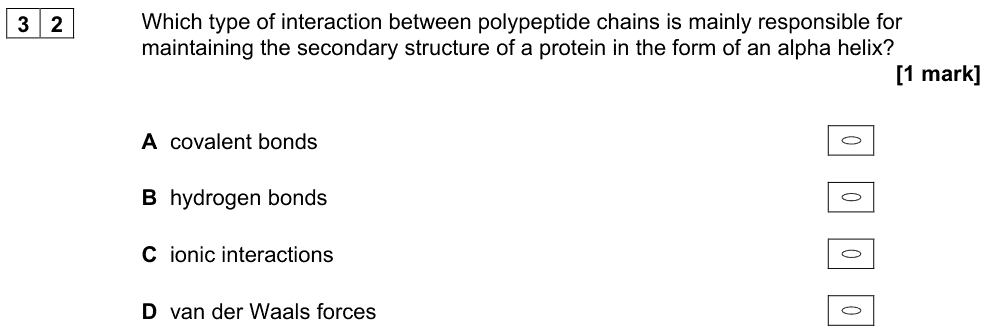 3 2
Which type of interaction between polypeptide chains is mainly responsible for
maintaining the secondary structure of a protein in the form of an alpha helix?
[1 mark]
A covalent bonds
B hydrogen bonds
C ionic interactions
D van der Waals forces